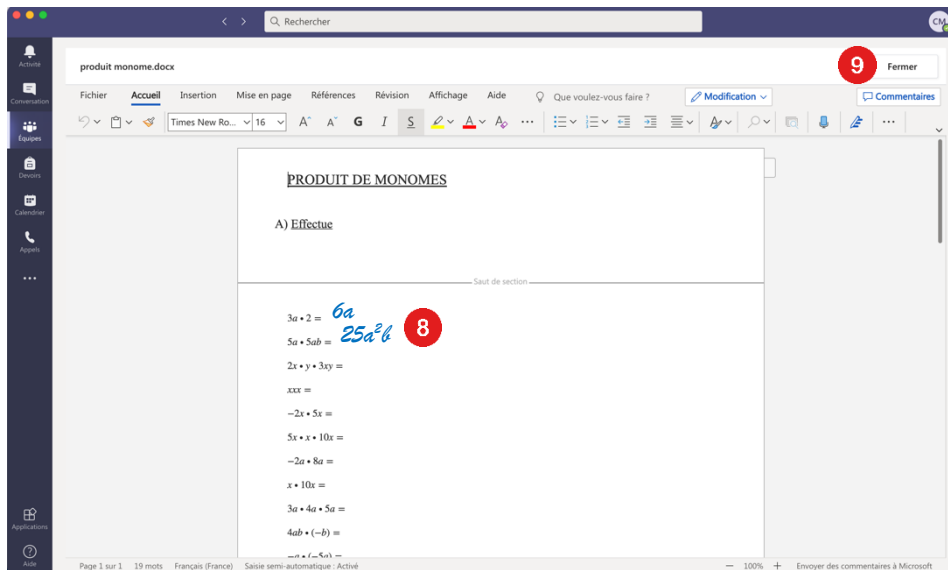 Rechercher
CM
Activité
Conversation
Équipes
Devoirs
Calendrier
Appels
Applications
Aide
produit monome.docx
9
Fermer
Fichier Accueil Insertion Mise en page Références Révision Affichage Aide Que voulez-vous faire ? Modification Commentaires
Times New Ro... 16 A A G I S A A
PRODUIT DE MONOMES
A) Effectue
Saut de section
3a • 2 = 6a
8
5a • 5ab = 25a²b
2x • y • 3xy =
xxx =
−2x • 5x =
5x • x • 10x =
−2a • 8a =
x • 10x =
3a • 4a • 5a =
4ab • (−b) =
−a • (−5a) =
Page 1 sur 1 19 mots Français (France) Saisie semi-automatique : Activé − 100% + Envoyer des commentaires à Microsoft